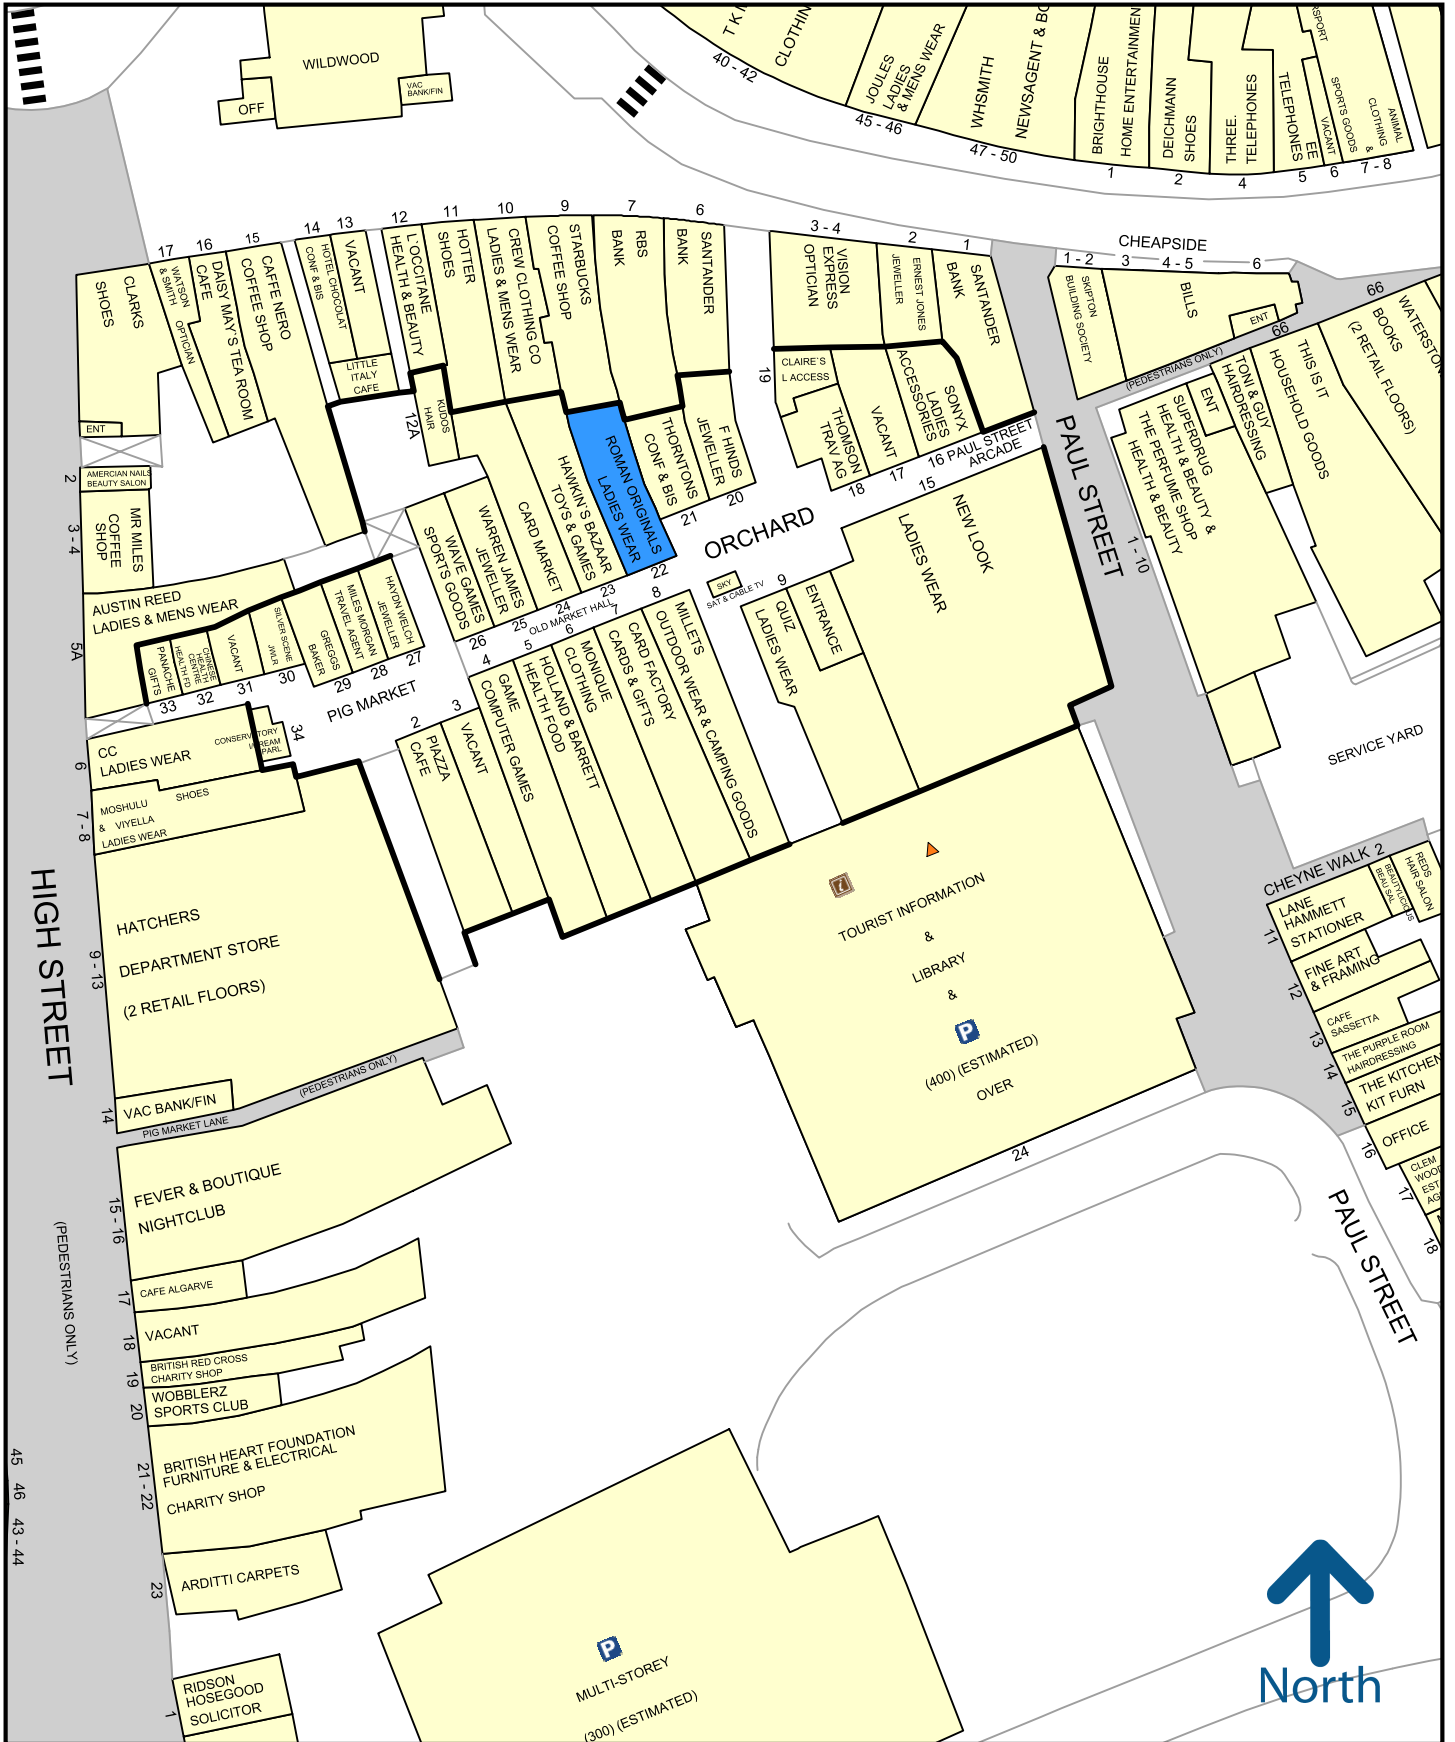 WILDWOOD
OFF
VAC
BANK/FIN
T K
CLOTHIN
40 - 42
JOULES
LADIES
& MENS WEAR
45 - 46
WHSMITH
NEWSAGENT & BO
47 - 50
BRIGHTHOUSE
HOME ENTERTAINMEN
1
DEICHMANN
SHOES
2
THREE.
TELEPHONES
4
EE
TELEPHONES
5
VACANT
6
RSPORT
SPORTS GOODS
ANIMAL
CLOTHING
&
7 - 8
CHEAPSIDE
CLARKS
SHOES
ENT
17
WATSON
& SMITH
OPTICIAN
16
DAISY MAY'S TEA ROOM
CAFE
15
CAFE NERO
COFFEE SHOP
14
HOTEL CHOCOLAT
CONF & BIS
13
VACANT
LITTLE
ITALY
CAFE
12
L'OCCITANE
HEALTH & BEAUTY
12A
KUDOS
HAIR
11
HOTTER
SHOES
10
CREW CLOTHING CO
LADIES & MENS WEAR
9
STARBUCKS
COFFEE SHOP
7
RBS
BANK
6
SANTANDER
BANK
3 - 4
VISION
EXPRESS
OPTICIAN
2
ERNEST JONES
JEWELLER
1
SANTANDER
BANK
1 - 2
SKIPTON
BUILDING SOCIETY
3
4 - 5
BILLS
6
ENT
66
66
(PEDESTRIANS ONLY)
WATERSTON
BOOKS
(2 RETAIL FLOORS)
THIS IS IT
HOUSEHOLD GOODS
TONI & GUY
HAIRDRESSING
ENT
SUPERDRUG
HEALTH & BEAUTY &
THE PERFUME SHOP
HEALTH & BEAUTY
1 - 10
PAUL STREET
19
CLAIRE'S
L ACCESS
THOMSON
TRAV AG
18
VACANT
17
SONYX
LADIES
ACCESSORIES
16 PAUL STREET
ARCADE
15
NEW LOOK
LADIES WEAR
F HINDS
JEWELLER
20
THORNTONS
CONF & BIS
21
ROMAN ORIGINALS
LADIES WEAR
22
HAWKIN'S BAZAAR
TOYS & GAMES
23
CARD MARKET
24
WARREN JAMES
JEWELLER
25
WAVE GAMES
SPORTS GOODS
26
ORCHARD
OLD MARKET HALL
SKY
SAT & CABLE TV
2
AMERCIAN NAILS
BEAUTY SALON
3 - 4
MR MILES
COFFEE
SHOP
5A
AUSTIN REED
LADIES & MENS WEAR
33
PANACHE
GIFTS
32
CHINESE
HEALTH
CENTRE
HEALTH FD
31
VACANT
30
SILVER SCENE
JWLR
29
GREGGS
BAKER
28
MILES MORGAN
TRAVEL AGENT
27
HAYDN WELCH
JEWELLER
PIG MARKET
34
2
PIAZZA
CAFE
3
VACANT
4
GAME
COMPUTER GAMES
5
HOLLAND & BARRETT
HEALTH FOOD
6
MONIQUE
CLOTHING
7
CARD FACTORY
CARDS & GIFTS
8
MILLETS
OUTDOOR WEAR & CAMPING GOODS
9
QUIZ
LADIES WEAR
ENTRANCE
6
CC
LADIES WEAR
7 - 8
MOSHULU
SHOES
& VIYELLA
LADIES WEAR
HIGH STREET
9 - 13
HATCHERS
DEPARTMENT STORE
(2 RETAIL FLOORS)
14
VAC BANK/FIN
PIG MARKET LANE
(PEDESTRIANS ONLY)
(PEDESTRIANS ONLY)
15 - 16
FEVER & BOUTIQUE
NIGHTCLUB
17
CAFE ALGARVE
18
VACANT
19
BRITISH RED CROSS
CHARITY SHOP
20
WOBBLERZ
SPORTS CLUB
21 - 22
BRITISH HEART FOUNDATION
FURNITURE & ELECTRICAL
CHARITY SHOP
23
ARDITTI CARPETS
1
RIDSON
HOSEGOOD
SOLICITOR
45
46
43 - 44
TOURIST INFORMATION
&
LIBRARY
&
P
(400) (ESTIMATED)
OVER
24
P
MULTI-STOREY
(300) (ESTIMATED)
SERVICE YARD
CHEYNE WALK 2
REDS
HAIR SALON
BEAUTYLICIOUS
BEAU SAL
11
LANE
HAMMETT
STATIONER
12
FINE ART
& FRAMING
13
CAFE
SASSETTA
14
THE PURPLE ROOM
HAIRDRESSING
15
THE KITCHEN
KIT FURN
16
OFFICE
17
CLEM
WOO
EST
AG
18
PAUL STREET
North